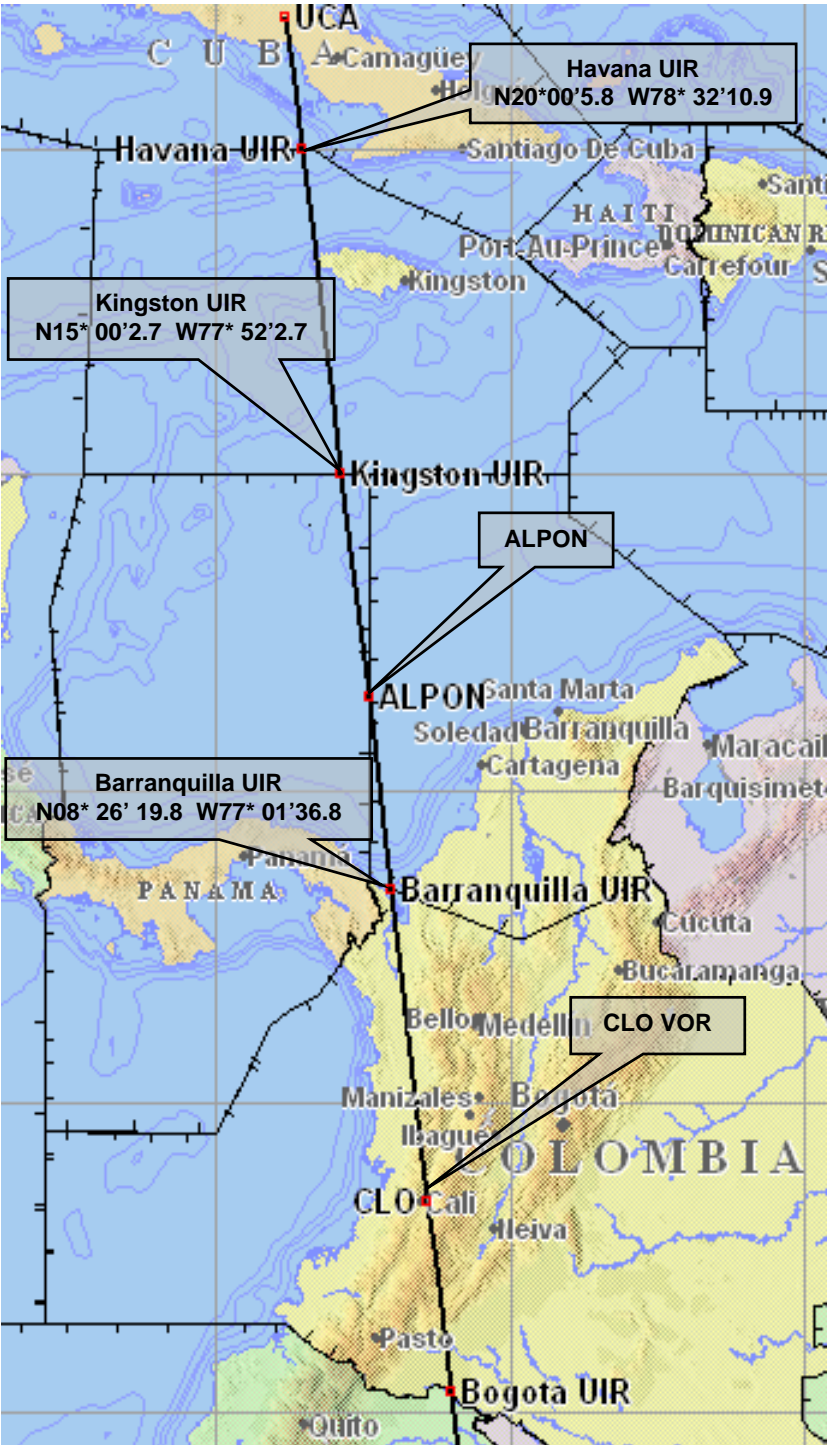 UCA
C U B A
Camagüey
Havana UIR
N20*00'5.8 W78* 32'10.9
Havana UIR
Santiago De Cuba
Santi
HAITI
DOMINICAN R
Port-Au-Prince
Carrefour
S
Kingston
Kingston UIR
N15* 00'2.7 W77* 52'2.7
Kingston UIR
ALPON
ALPON
Santa Marta
Soledad
Barranquilla
Maracail
Cartagena
Barquisimet
sé
Barranquilla UIR
N08* 26' 19.8 W77* 01'36.8
Panamá
PANAMA
Barranquilla UIR
Cúcuta
Bucaramanga
Bello
Medellin
CLO VOR
Manizales
Bogotá
Ibagué
COLOMBIA
CLO
Cali
Neiva
Pasto
Bogota UIR
Quito